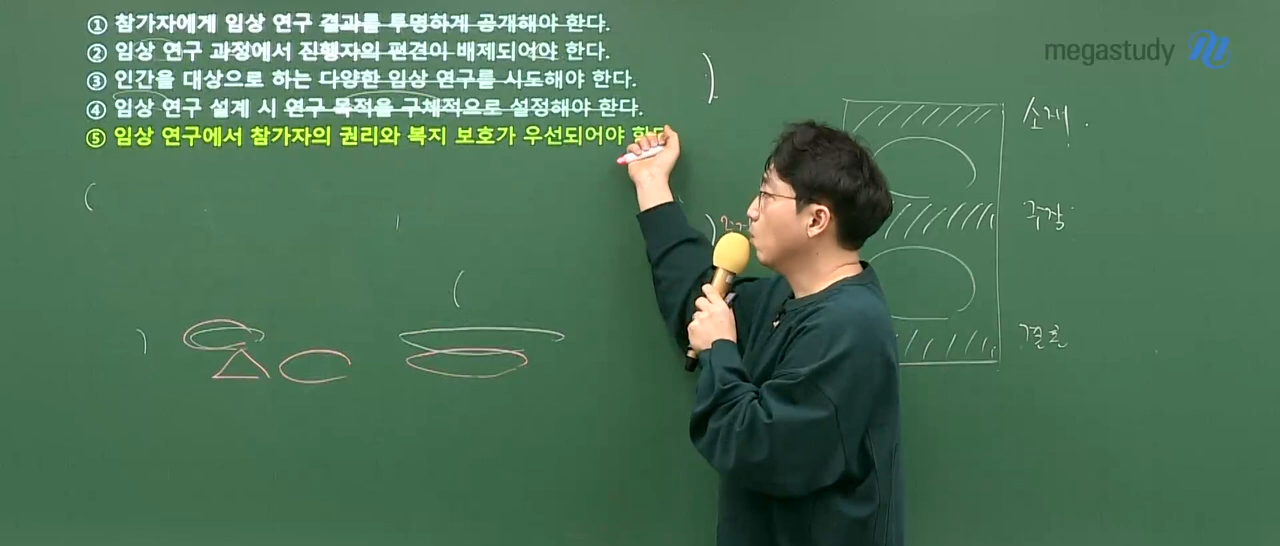 ① 참가자에게 임상 연구 결과를 투명하게 공개해야 한다.
② 임상 연구 과정에서 진행자의 편견이 배제되어야 한다.
③ 인간을 대상으로 하는 다양한 임상 연구를 시도해야 한다.
④ 임상 연구 설계 시 연구 목적을 구체적으로 설정해야 한다.
⑤ 임상 연구에서 참가자의 권리와 복지 보호가 우선되어야 한다
megastudy
소재.
주장
결론